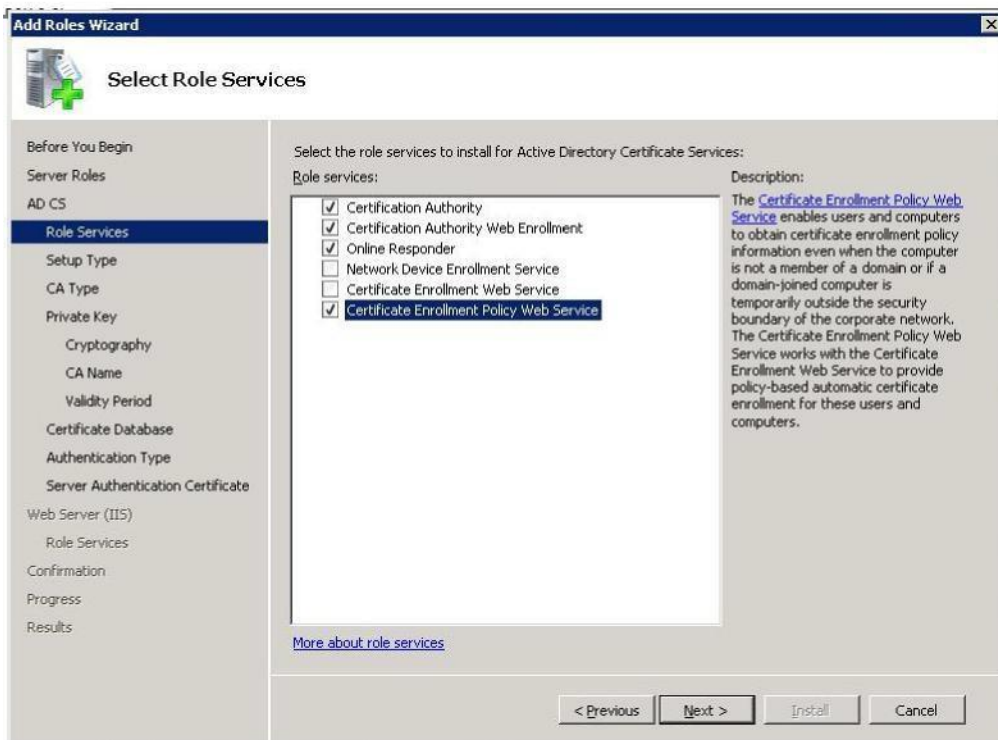 Add Roles Wizard
Select Role Services
Before You Begin
Server Roles
AD CS
Role Services
Setup Type
CA Type
Private Key
Cryptography
CA Name
Validity Period
Certificate Database
Authentication Type
Server Authentication Certificate
Web Server (IIS)
Role Services
Confirmation
Progress
Results
Select the role services to install for Active Directory Certificate Services:
Role services:
Certification Authority
Certification Authority Web Enrollment
Online Responder
Network Device Enrollment Service
Certificate Enrollment Web Service
Certificate Enrollment Policy Web Service
More about role services
Description:
The Certificate Enrollment Policy Web
Service enables users and computers
to obtain certificate enrollment policy
information even when the computer
is not a member of a domain or if a
domain-joined computer is
temporarily outside the security
boundary of the corporate network.
The Certificate Enrollment Policy Web
Service works with the Certificate
Enrollment Web Service to provide
policy-based automatic certificate
enrollment for these users and
computers.
< Previous
Next >
Install
Cancel